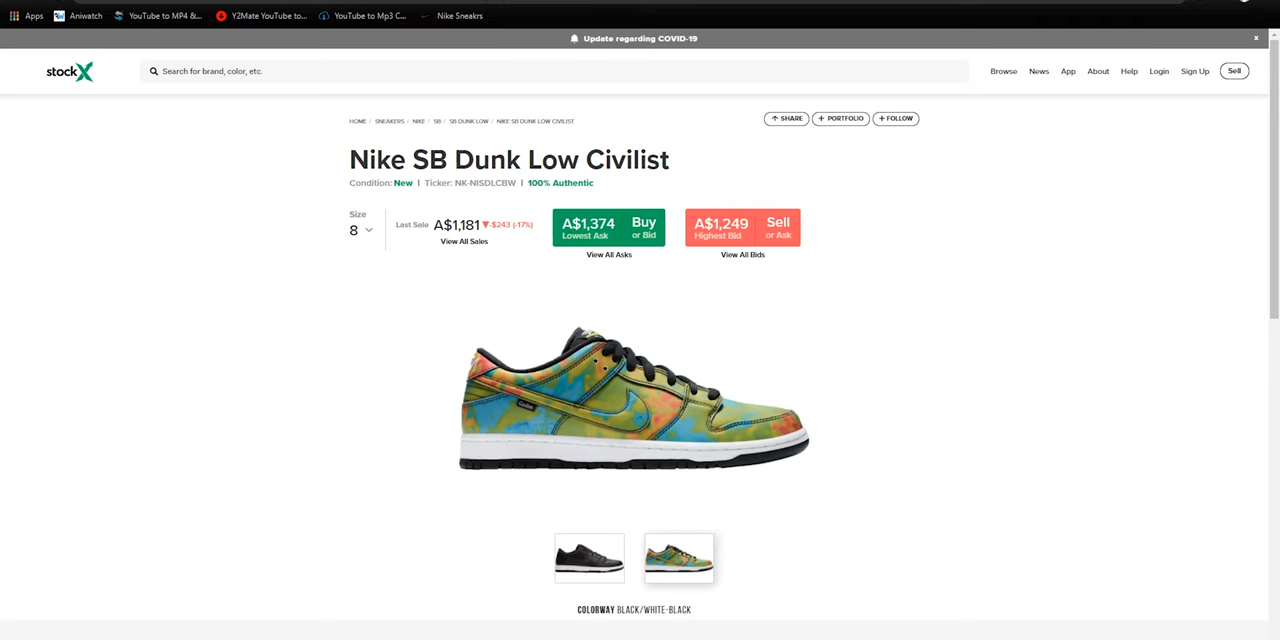 Apps Aniwatch YouTube to MP4 &... Y2Mate YouTube to... YouTube to Mp3 C... Nike Sneakrs
Update regarding COVID-19 x
stockX Search for brand, color, etc. Browse News App About Help Login Sign Up Sell
HOME / SNEAKERS / NIKE / SB / SB DUNK LOW / NIKE SB DUNK LOW CIVILIST SHARE + PORTFOLIO + FOLLOW
Nike SB Dunk Low Civilist
Condition: New | Ticker: NK-NISDLCBW | 100% Authentic
Size
8
Last Sale A$1,181 ▼-$243 (-17%)
View All Sales
A$1,374 Buy
Lowest Ask or Bid
View All Asks
A$1,249 Sell
Highest Bid or Ask
View All Bids
COLORWAY BLACK/WHITE-BLACK